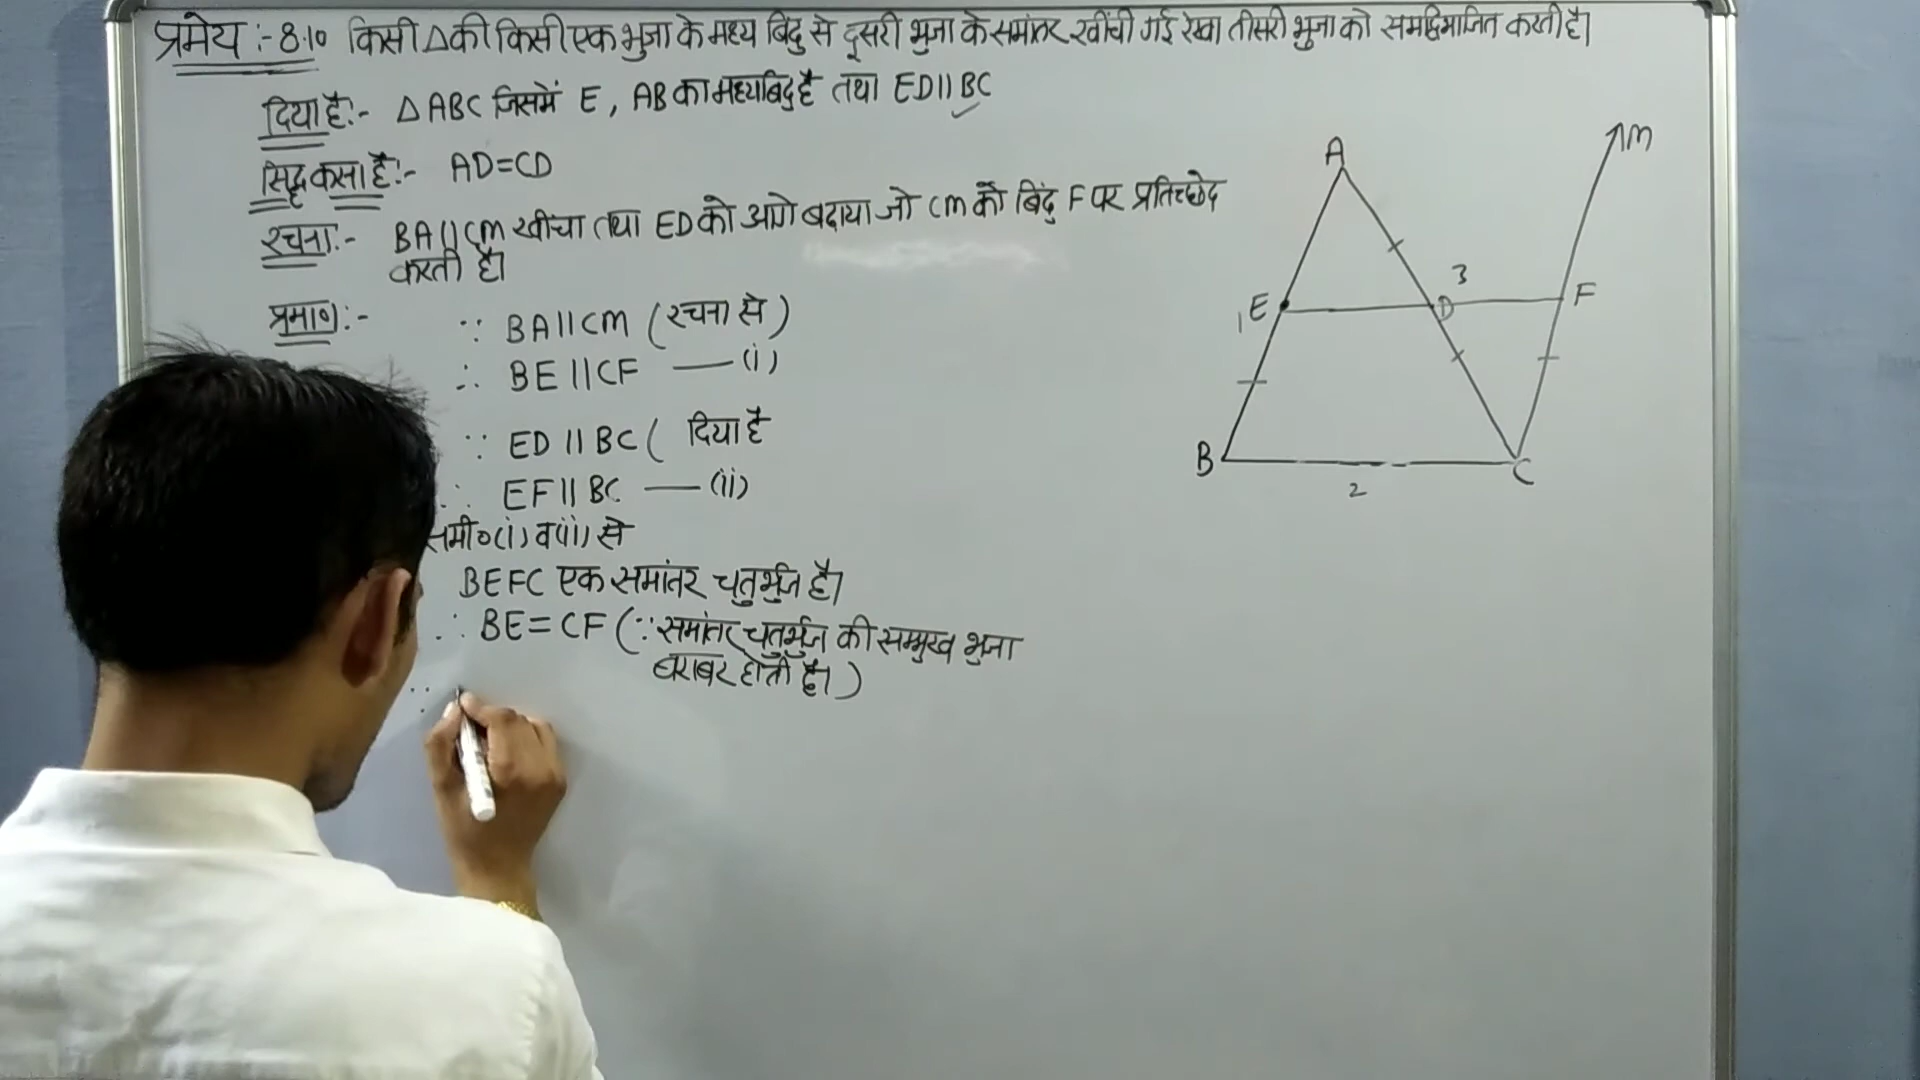 प्रमेय :- 8.10 किसी △ की किसी एक भुजा के मध्य बिंदु से दूसरी भुजा के समांतर खींची गई रेखा तीसरी भुजा को समद्विभाजित करती है।
दिया है:- △ ABC जिसमें E, AB का मध्यबिंदु है तथा ED||BC
सिद्ध करना है:- AD=CD
रचना:- BA||CM खींचा तथा ED को आगे बढ़ाया जो CM को बिंदु F पर प्रतिच्छेद
करती है।
प्रमाण:- ∵ BA||CM (रचना से)
∴ BE||CF —(i)
∵ ED||BC ( दिया है
∴ EF||BC —(ii)
समी०(i) व (ii) से
BEFC एक समांतर चतुर्भुज है।
∴ BE=CF (∵ समांतर चतुर्भुज की सम्मुख भुजा
बराबर होती है।)
A
M
3
1 E
D
F
B
C
2